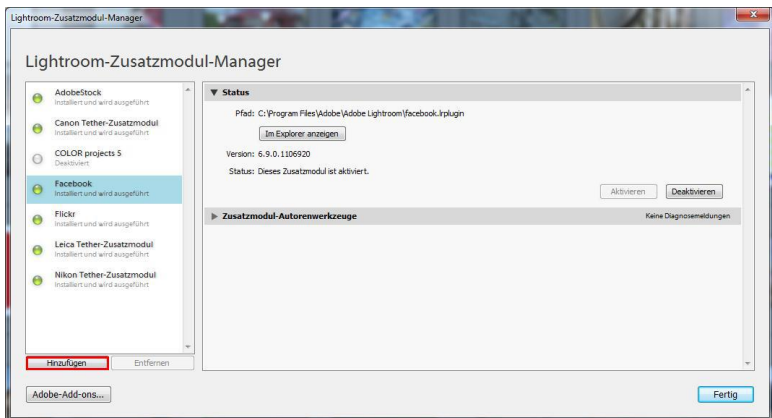 Lightroom-Zusatzmodul-Manager
Lightroom-Zusatzmodul-Manager
AdobeStock
Installiert und wird ausgeführt
Canon Tether-Zusatzmodul
Installiert und wird ausgeführt
COLOR projects 5
Deaktiviert
Facebook
Installiert und wird ausgeführt
Flickr
Installiert und wird ausgeführt
Leica Tether-Zusatzmodul
Installiert und wird ausgeführt
Nikon Tether-Zusatzmodul
Installiert und wird ausgeführt
Hinzufügen Entfernen
Adobe-Add-ons...
Status
Pfad: C:\Program Files\Adobe\Adobe Lightroom\facebook.lrplugin
Im Explorer anzeigen
Version: 6.9.0.1106920
Status: Dieses Zusatzmodul ist aktiviert.
Aktivieren Deaktivieren
Zusatzmodul-Autorenwerkzeuge Keine Diagnosemeldungen
Fertig